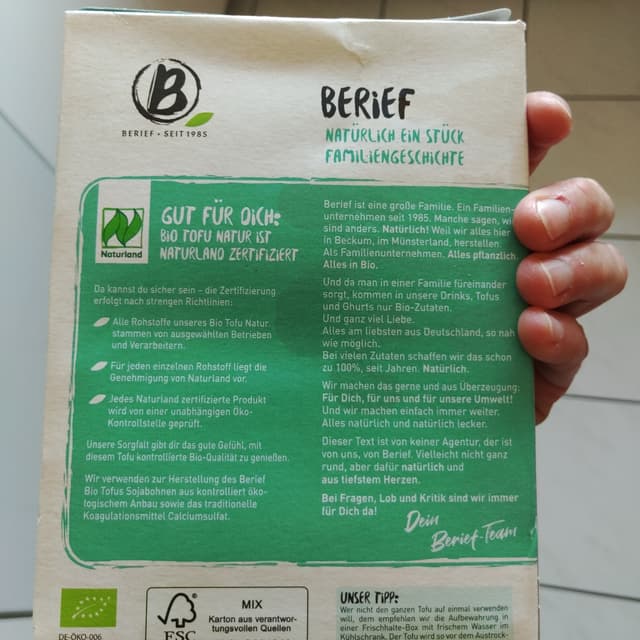 B
BERIEF • SEIT 1985
BERIEF
NATÜRLICH EIN STÜCK
FAMILIENGESCHICHTE
Naturland
GUT FÜR DICH:
BIO TOFU NATUR IST
NATURLAND ZERTIFIZIERT
Da kannst du sicher sein – die Zertifizierung
erfolgt nach strengen Richtlinien:
Alle Rohstoffe unseres Bio Tofu Natur
stammen von ausgewählten Betrieben
und Verarbeitern.
Für jeden einzelnen Rohstoff liegt die
Genehmigung von Naturland vor.
Jedes Naturland zertifizierte Produkt
wird von einer unabhängigen Öko-
Kontrollstelle geprüft.
Unsere Sorgfalt gibt dir das gute Gefühl, mit
diesem Tofu kontrollierte Bio-Qualität zu genießen.
Wir verwenden zur Herstellung des Berief
Bio Tofus Sojabohnen aus kontrolliert öko-
logischem Anbau sowie das traditionelle
Koagulationsmittel Calciumsulfat.
Berief ist eine große Familie. Ein Familien-
unternehmen seit 1985. Manche sagen, wir
sind anders. Natürlich! Weil wir alles hier
in Beckum, im Münsterland, herstellen.
Als Familienunternehmen. Alles pflanzlich.
Alles in Bio.
Und da man in einer Familie füreinander
sorgt, kommen in unsere Drinks, Tofus
und Ghurts nur Bio-Zutaten.
Und ganz viel Liebe.
Alles am liebsten aus Deutschland, so nah
wie möglich.
Bei vielen Zutaten schaffen wir das schon
zu 100%, seit Jahren. Natürlich.
Wir machen das gerne und aus Überzeugung:
Für Dich, für uns und für unsere Umwelt!
Und wir machen einfach immer weiter.
Alles natürlich und natürlich lecker.
Dieser Text ist von keiner Agentur, der ist
von uns, von Berief. Vielleicht nicht ganz
rund, aber dafür natürlich und
aus tiefstem Herzen.
Bei Fragen, Lob und Kritik sind wir immer
für Dich da!
Dein
Berief-Team
DE-ÖKO-006
FSC
MIX
Karton aus verantwor-
tungsvollen Quellen
UNSER TIPP:
Wer nicht den ganzen Tofu auf einmal verwenden
will, dem empfehlen wir die Aufbewahrung in
einer Frischhalte-Box mit frischem Wasser im
Kühlschrank. Der Tofu wird so vor dem Austrock-